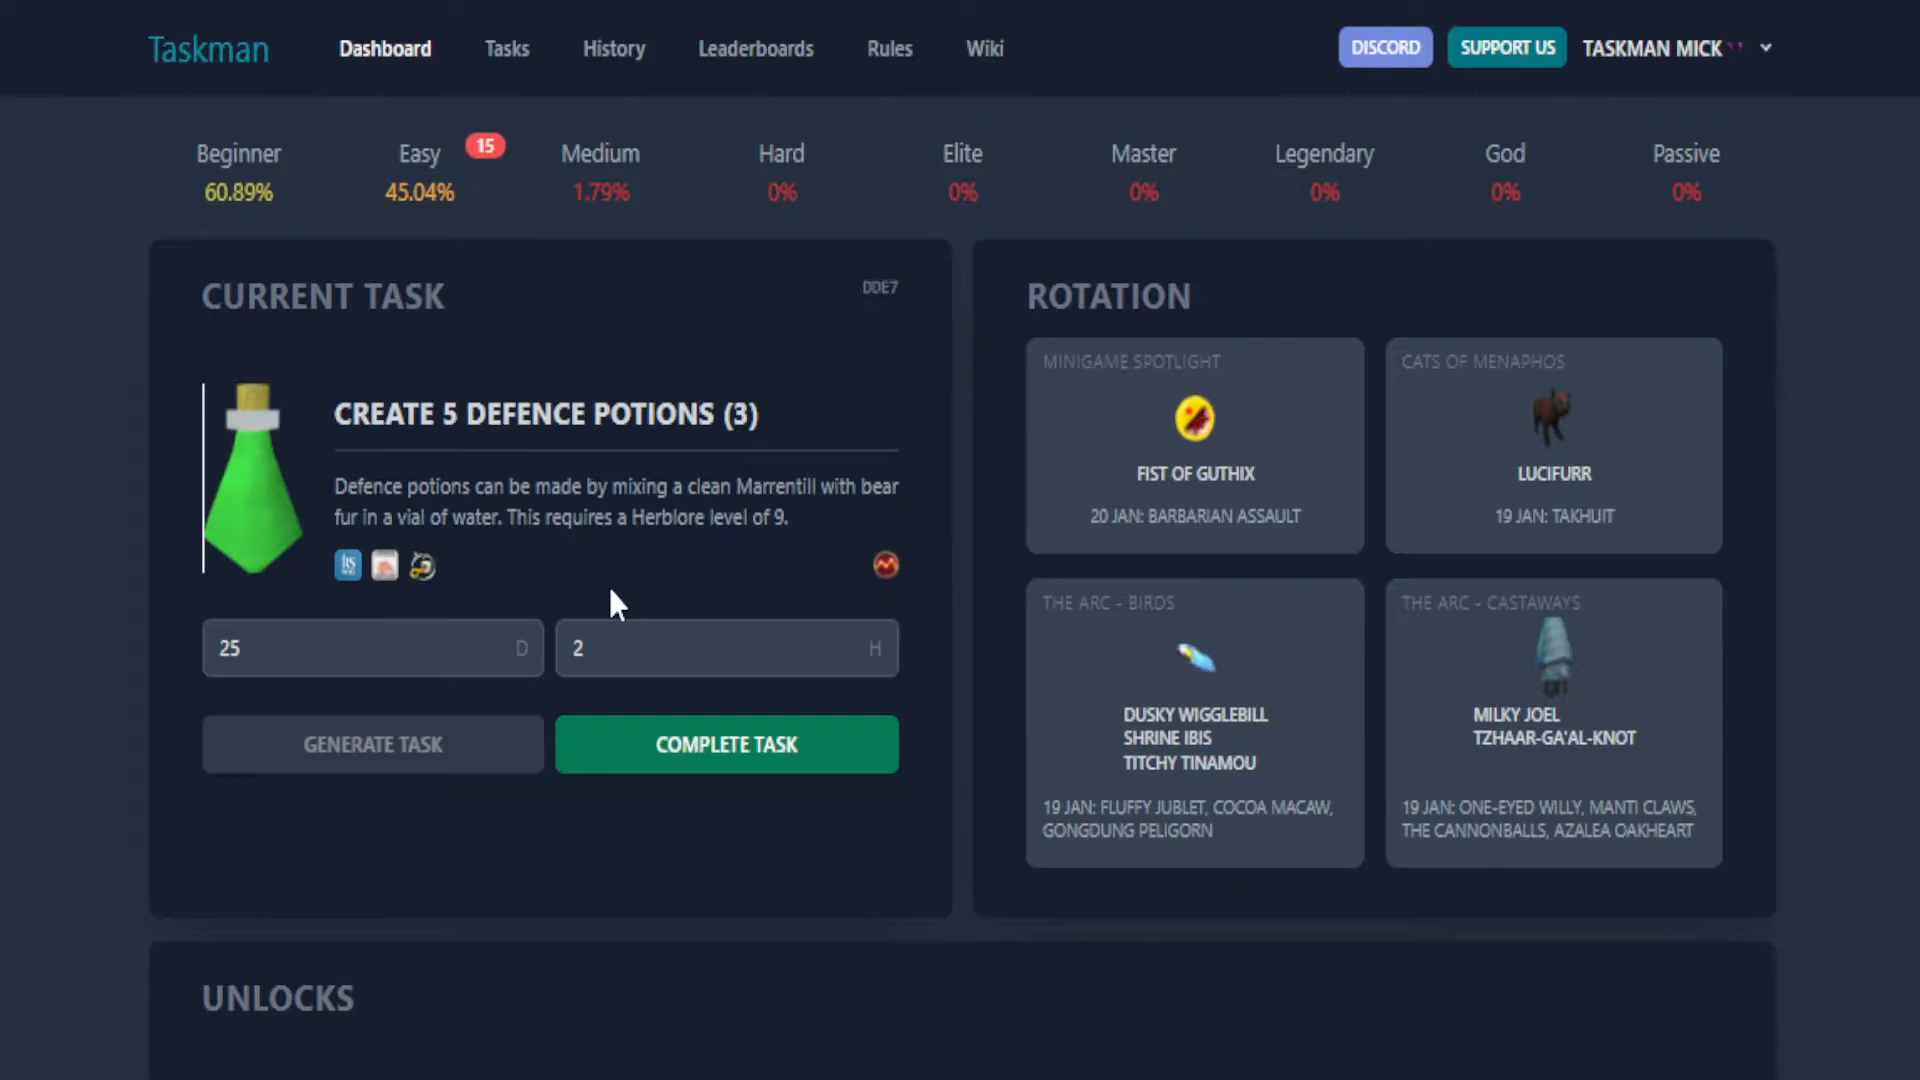 Taskman
Dashboard
Tasks
History
Leaderboards
Rules
Wiki
DISCORD
SUPPORT US
TASKMAN MICK
Beginner
60.89%
Easy
15
45.04%
Medium
1.79%
Hard
0%
Elite
0%
Master
0%
Legendary
0%
God
0%
Passive
0%
CURRENT TASK
DDE7
CREATE 5 DEFENCE POTIONS (3)
Defence potions can be made by mixing a clean Marrentill with bear
fur in a vial of water. This requires a Herblore level of 9.
25 D
2 H
GENERATE TASK
COMPLETE TASK
ROTATION
MINIGAME SPOTLIGHT
FIST OF GUTHIX
20 JAN: BARBARIAN ASSAULT
CATS OF MENAPHOS
LUCIFURR
19 JAN: TAKHUIT
THE ARC - BIRDS
DUSKY WIGGLEBILL
SHRINE IBIS
TITCHY TINAMOU
19 JAN: FLUFFY JUBLET, COCOA MACAW,
GONGDUNG PELIGORN
THE ARC - CASTAWAYS
MILKY JOEL
TZHAAR-GA'AL-KNOT
19 JAN: ONE-EYED WILLY, MANTI CLAWS,
THE CANNONBALLS, AZALEA OAKHEART
UNLOCKS